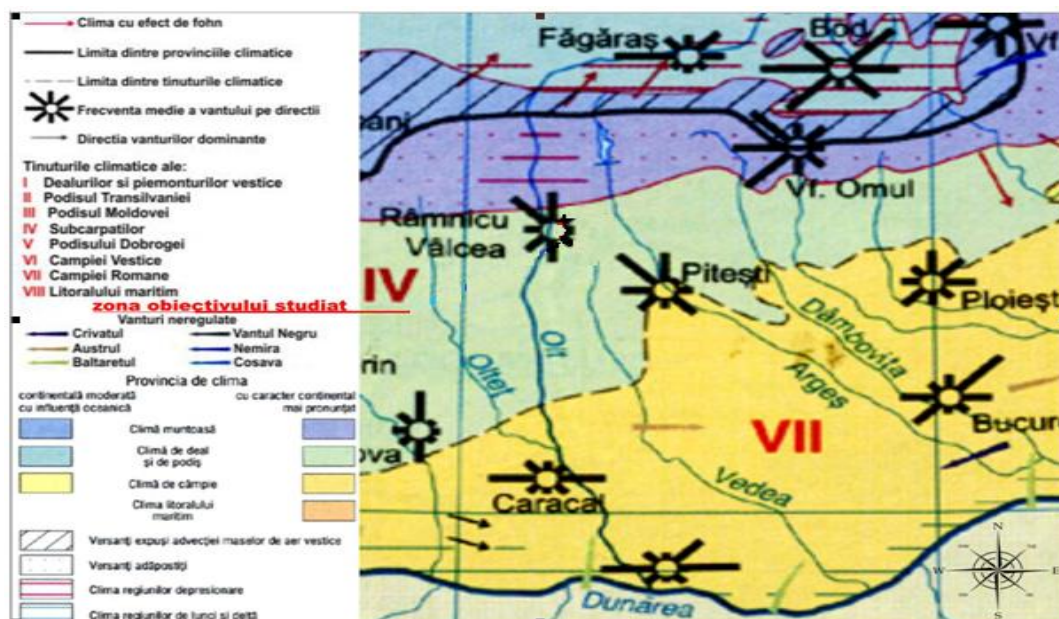 Clima cu efect de fohn
Limita dintre provinciile climatice
Limita dintre tinuturile climatice
Frecventa medie a vantului pe directii
Directia vanturilor dominante
Tinuturile climatice ale:
I Dealurilor si piemonturilor vestice
II Podisul Transilvaniei
III Podisul Moldovei
IV Subcarpatilor
V Podisului Dobrogei
VI Campiei Vestice
VII Campiei Romane
VIII Litoralului maritim
zona obiectivului studiat
Vanturi neregulate
Crivatul
Vantul Negru
Austrul
Nemira
Baltaretul
Cosava
Provincia de clima
continentală moderată
cu influență oceanică
cu caracter continental
mai pronunțat
Climă muntoasă
Climă de deal
și de podiș
Climă de câmpie
Clima litoralului
maritim
Versanți expuși advecției maselor de aer vestice
Versanți adăpostiți
Clima regiunilor depresionare
Clima regiunilor de lunci si deltă
Făgăraș
Bod
Vf
âni
Vf. Omul
Râmnicu
Vâlcea
IV
Pitești
Ploiești
Dâmbovița
Olteț
Olt
Argeș
rin
ova
VII
Bucur
Caracal
Vedea
Dunărea
N
W
E
S